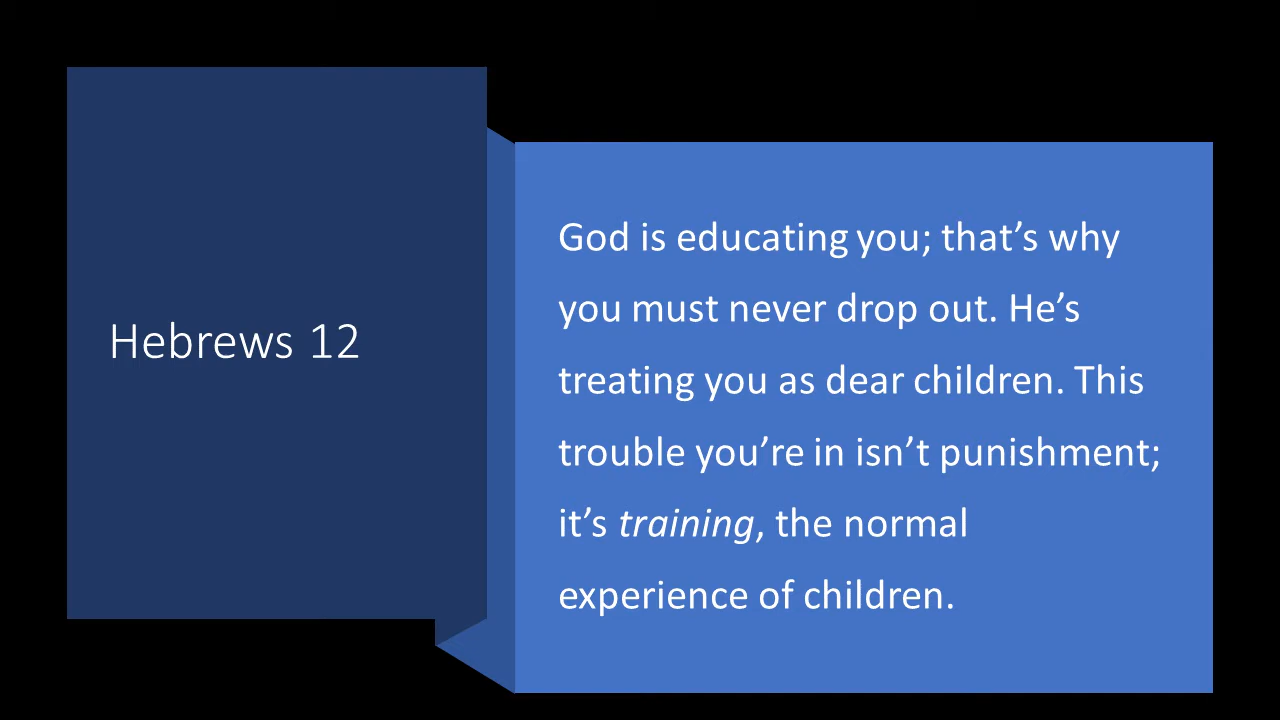 Hebrews 12
God is educating you; that’s why
you must never drop out. He’s
treating you as dear children. This
trouble you’re in isn’t punishment;
it’s training, the normal
experience of children.